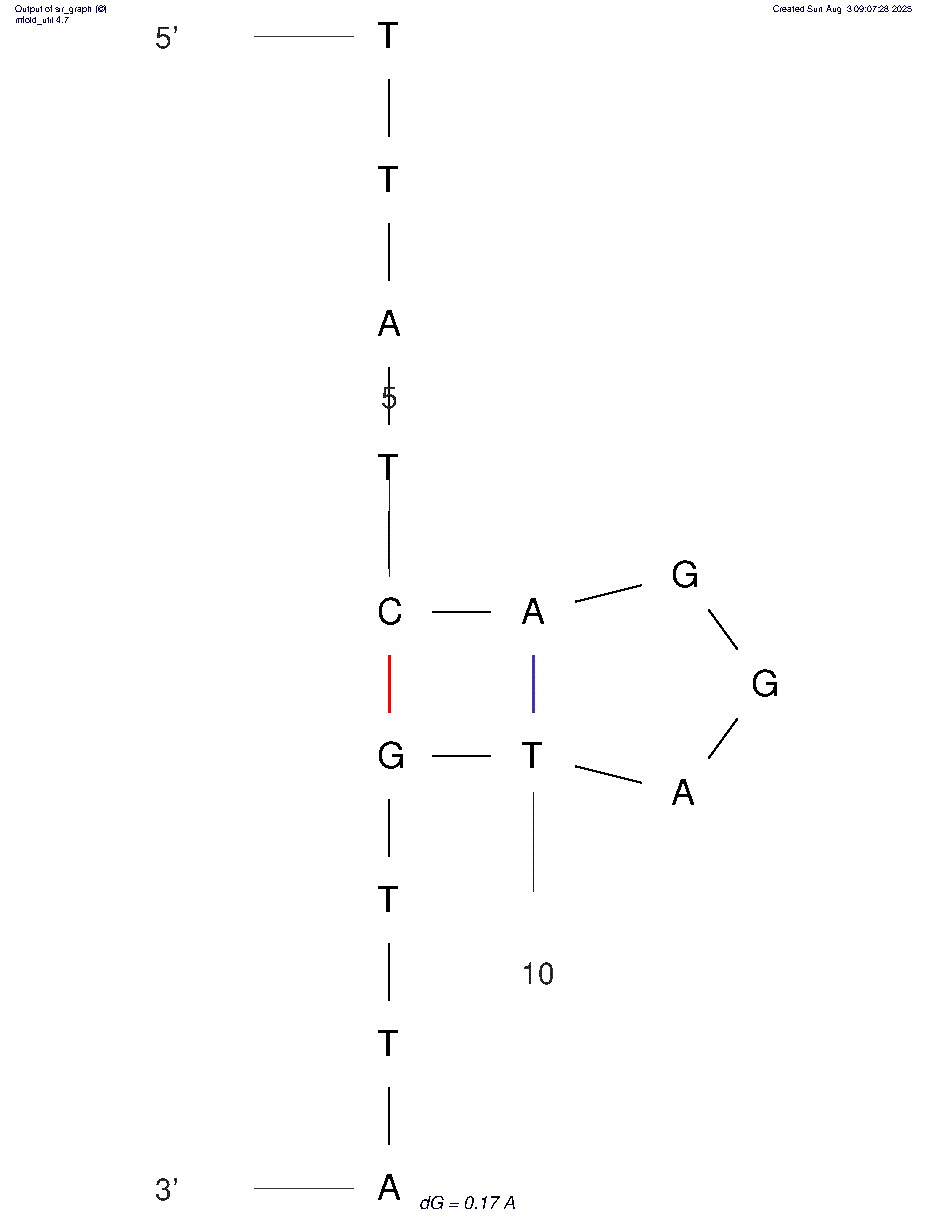 Output of sir_graph (©)
mfold_util 4.7
Created Sun Aug 3 09:07:28 2025
5' T
T
A
5
T
C A G
G
G T A
T
10
T
3' A
dG = 0.17 A